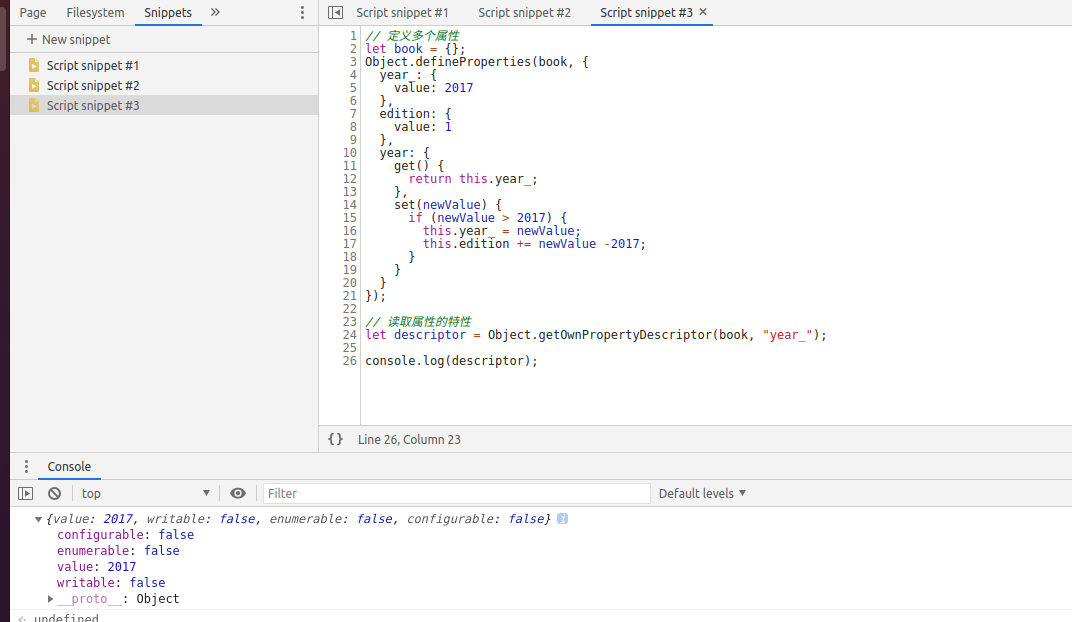 Page Filesystem Snippets »
Script snippet #1 Script snippet #2 Script snippet #3 ×
+ New snippet
Script snippet #1
Script snippet #2
Script snippet #3
1 // 定义多个属性
2 let book = {};
3 Object.defineProperties(book, {
4 year_: {
5 value: 2017
6 },
7 edition: {
8 value: 1
9 },
10 year: {
11 get() {
12 return this.year_;
13 },
14 set(newValue) {
15 if (newValue > 2017) {
16 this.year_ = newValue;
17 this.edition += newValue -2017;
18 }
19 }
20 }
21 });
22
23 // 读取属性的特性
24 let descriptor = Object.getOwnPropertyDescriptor(book, "year_");
25
26 console.log(descriptor);
{} Line 26, Column 23
Console
top ▼ Filter Default levels ▼
▼ {value: 2017, writable: false, enumerable: false, configurable: false} i
configurable: false
enumerable: false
value: 2017
writable: false
▶ __proto__: Object
undefined